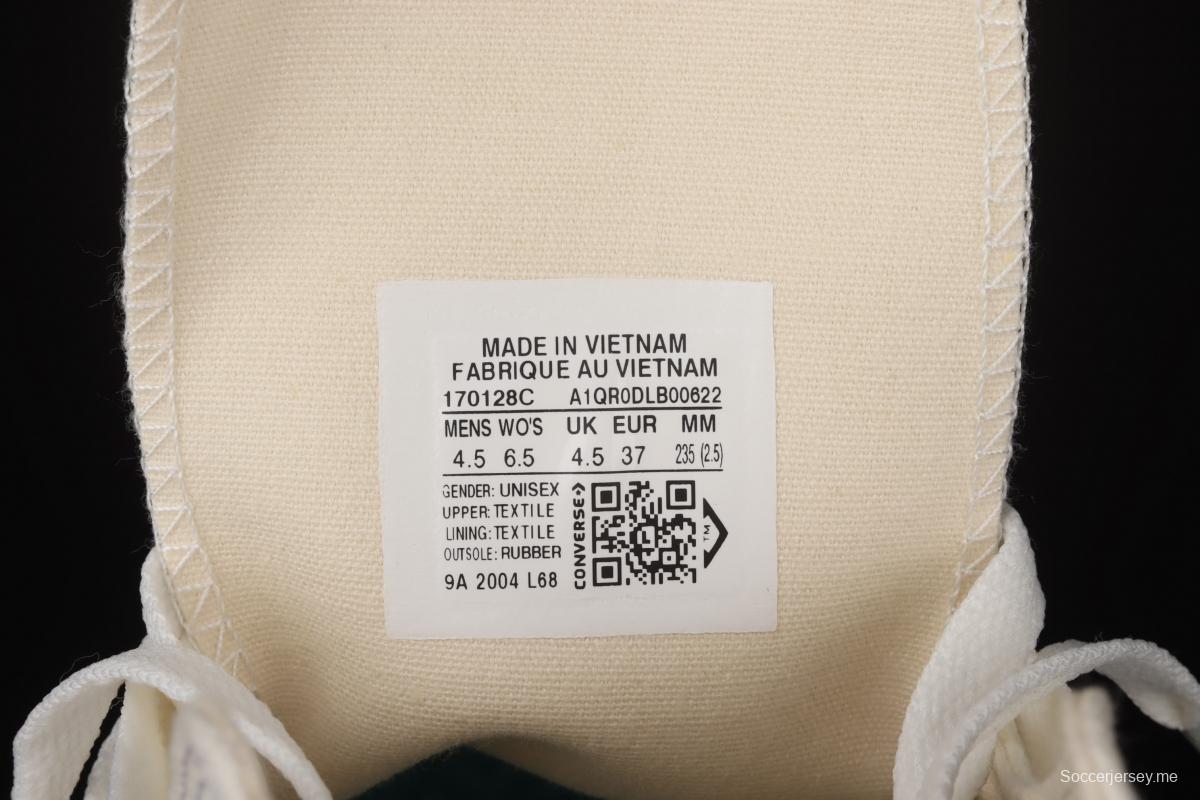 MADE IN VIETNAM
FABRIQUE AU VIETNAM
170128C A1QR0DLB00622
MENS WO'S UK EUR MM
4.5 6.5 4.5 37 235 (2.5)
GENDER: UNISEX
UPPER: TEXTILE
LINING: TEXTILE
OUTSOLE: RUBBER
9A 2004 L68
CONVERSE
TM
Soccerjersey.me